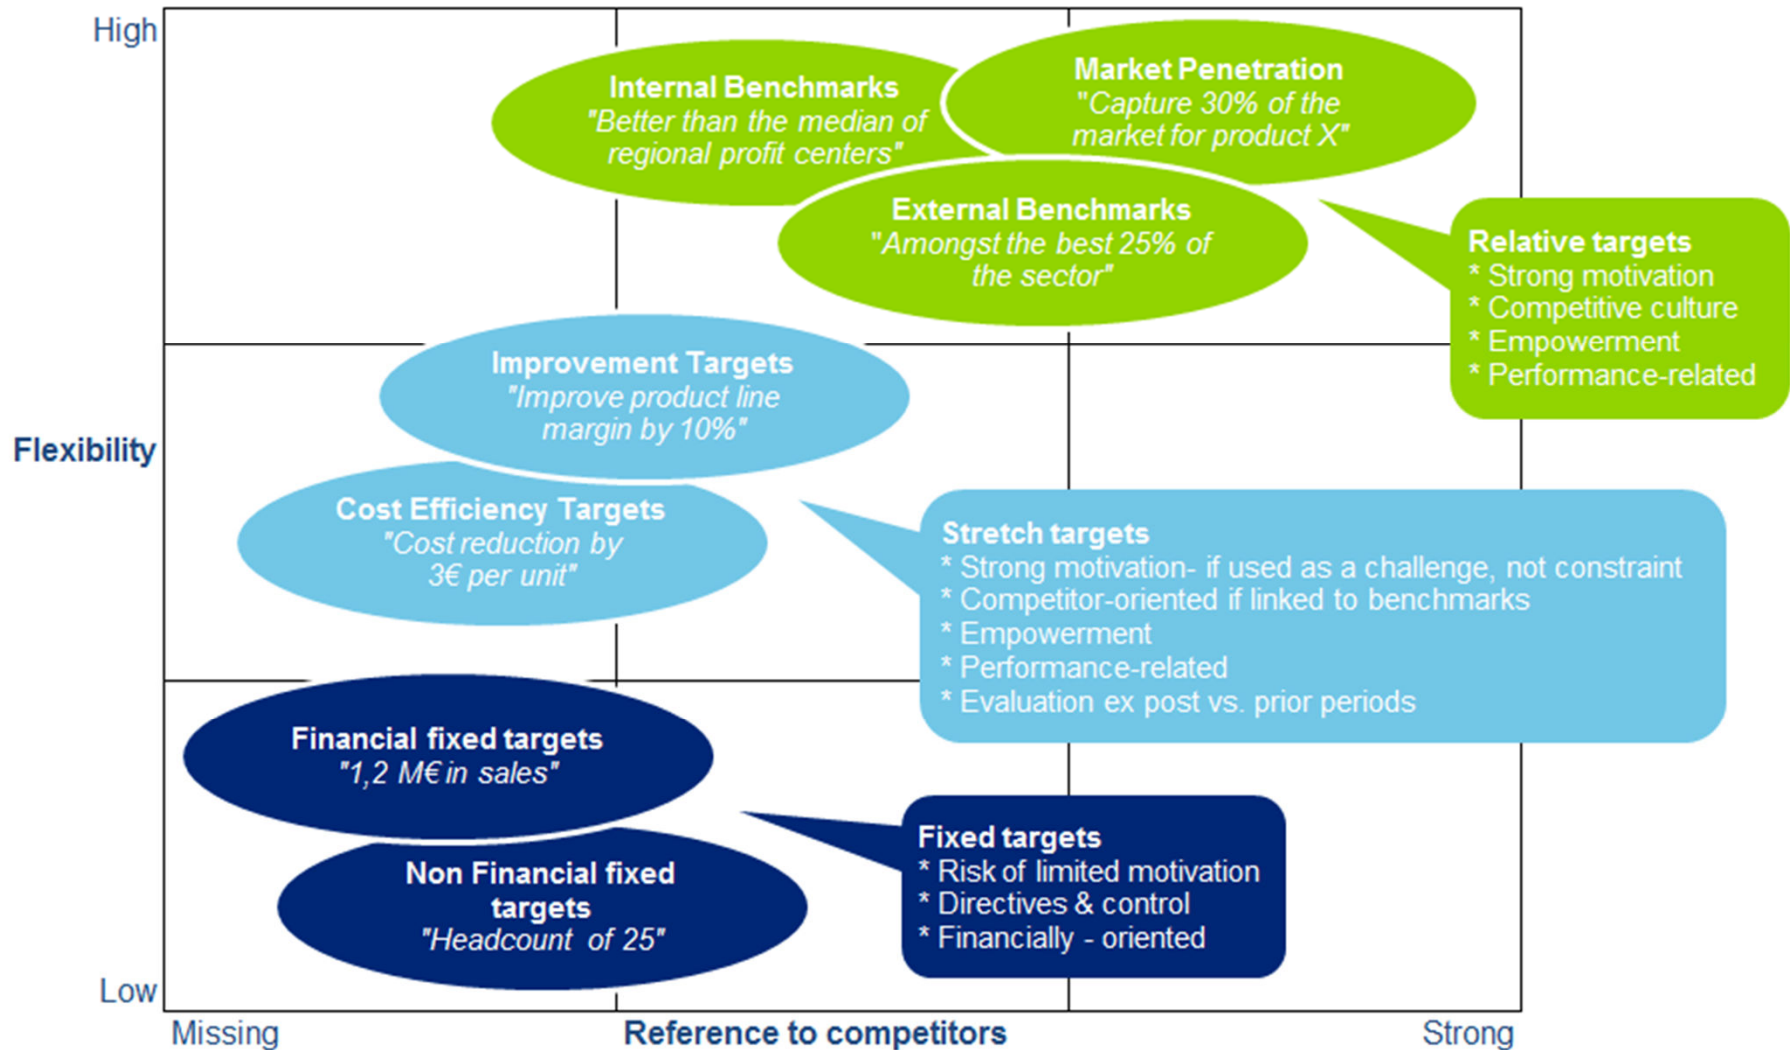 High
Internal Benchmarks
"Better than the median of
regional profit centers"
Market Penetration
"Capture 30% of the
market for product X"
External Benchmarks
"Amongst the best 25% of
the sector"
Relative targets
* Strong motivation
* Competitive culture
* Empowerment
* Performance-related
Improvement Targets
"Improve product line
margin by 10%"
Flexibility
Cost Efficiency Targets
"Cost reduction by
3€ per unit"
Stretch targets
* Strong motivation- if used as a challenge, not constraint
* Competitor-oriented if linked to benchmarks
* Empowerment
* Performance-related
* Evaluation ex post vs. prior periods
Financial fixed targets
"1,2 M€ in sales"
Non Financial fixed
targets
"Headcount of 25"
Fixed targets
* Risk of limited motivation
* Directives & control
* Financially - oriented
Low
Missing
Reference to competitors
Strong